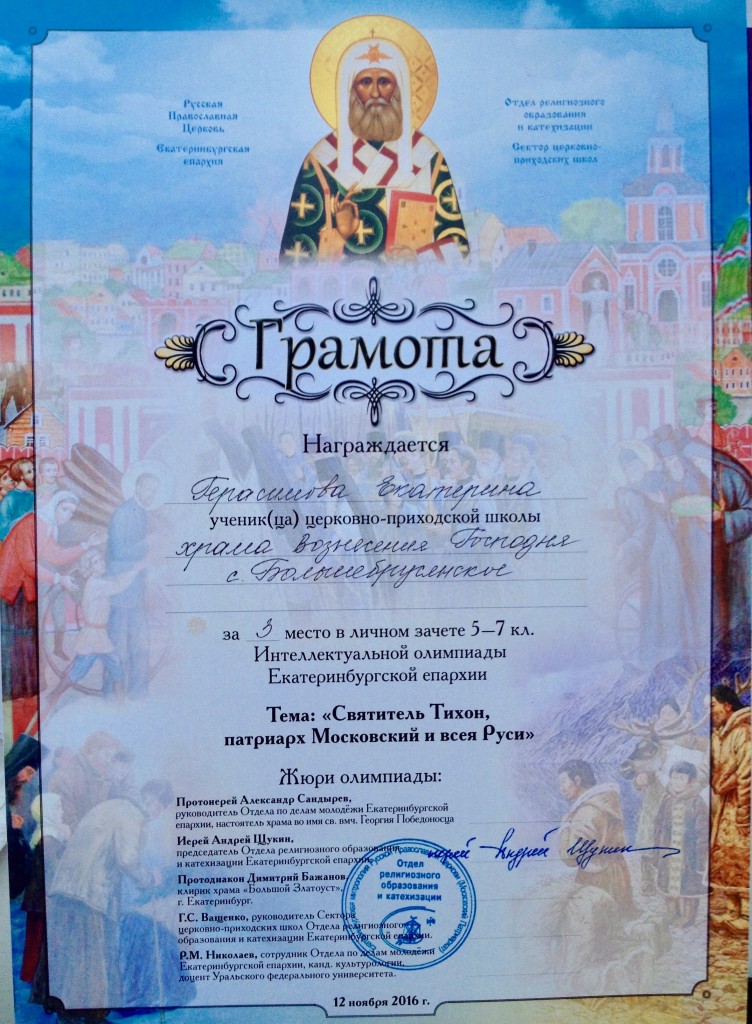 Русская
Православная
Церковь
Екатеринбургская
епархия
Отдел религиозного
образования
и катехизации
Сектор церковно-
приходских школ
Грамота
Награждается
Герасимова Екатерина
ученик(ца) церковно-приходской школы
храма Вознесения Господня
с. Большебрусянское
за 3 место в личном зачете 5–7 кл.
Интеллектуальной олимпиады
Екатеринбургской епархии
Тема: «Святитель Тихон,
патриарх Московский и всея Руси»
Жюри олимпиады:
Протоиерей Александр Сандырев,
руководитель Отдела по делам молодёжи Екатеринбургской
епархии, настоятель храма во имя св. вмч. Георгия Победоносца
Иерей Андрей Щукин,
председатель Отдела религиозного образования
и катехизации Екатеринбургской епархии
иерей Андрей Щукин
Протодиакон Димитрий Бажанов,
клирик храма «Большой Златоуст»,
г. Екатеринбург.
Г.С. Ващенко, руководитель Сектора
церковно-приходских школ Отдела религиозного
образования и катехизации Екатеринбургской епархии.
Р.М. Николаев, сотрудник Отдела по делам молодёжи
Екатеринбургской епархии, канд. культурологии,
доцент Уральского федерального университета.
Отдел
религиозного
образования
и катехизации
12 ноября 2016 г.